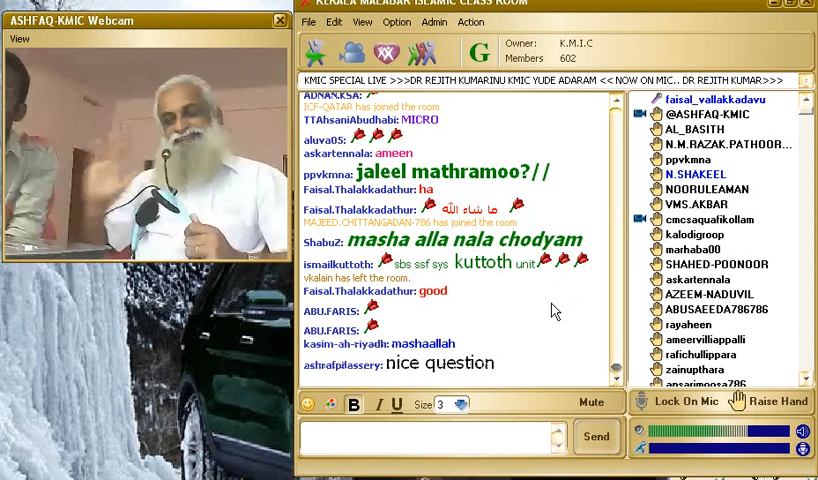 ASHFAQ-KMIC Webcam
View
KERALA MALABAR ISLAMIC CLASS ROOM
File Edit View Option Admin Action
G
Owner: K.M.I.C
Members 602
KMIC SPECIAL LIVE >>>DR REJITH KUMARINU KMIC YUDE ADARAM << NOW ON MIC.. DR REJITH KUMAR>>>
ADNAN.KSA:
ICF-QATAR has joined the room
TTAhsaniAbudhabi: MICRO
aluva05:
askartennala: ameen
ppvkmna: jaleel mathramoo?//
Faisal.Thalakkadathur: ha
Faisal.Thalakkadathur: ما شاء الله
MAJEED.CHITTANGADAN-786 has joined the room
ShabuZ: masha alla nala chodyam
ismailkuttoth: sbs ssf sys kuttoth unit
vkalain has left the room.
Faisal.Thalakkadathur: good
ABU.FARIS:
ABU.FARIS:
kasim-ah-riyadh: mashaallah
ashrafpilassery: nice question
faisal_vallakkadavu
@ASHFAQ-KMIC
AL_BASITH
N.M.RAZAK.PATHOOR...
ppvkmna
N.SHAKEEL
NOORULEAMAN
VMS.AKBAR
cmcsaquafikollam
kalodigroop
marhaba00
SHAHED-POONOOR
askartennala
AZEEM-NADUVIL
ABUSAEEDA786786
rayaheen
ameervilliappalli
rafichullippara
zainupthara
ansarimoosa786
B I U Size 3 Mute
Lock On Mic Raise Hand
Send